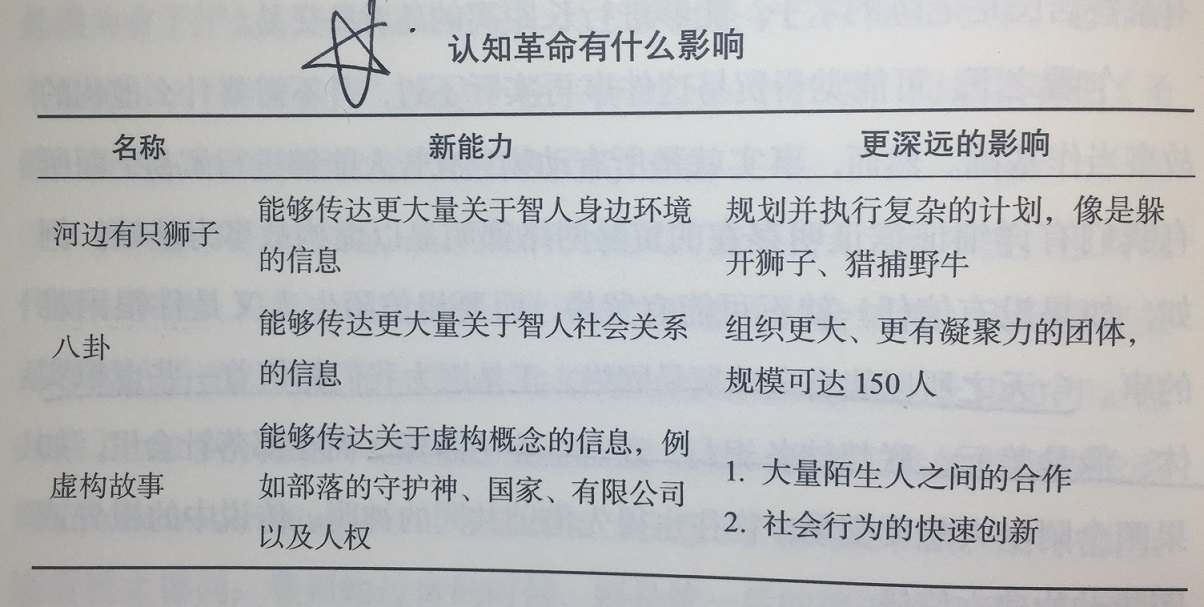 认知革命有什么影响
名称 新能力 更深远的影响
河边有只狮子 能够传达更大量关于智人身边环境的信息 规划并执行复杂的计划，像是躲开狮子、猎捕野牛
八卦 能够传达更大量关于智人社会关系的信息 组织更大、更有凝聚力的团体，规模可达 150 人
虚构故事 能够传达关于虚构概念的信息，例如部落的守护神、国家、有限公司以及人权 1. 大量陌生人之间的合作
2. 社会行为的快速创新